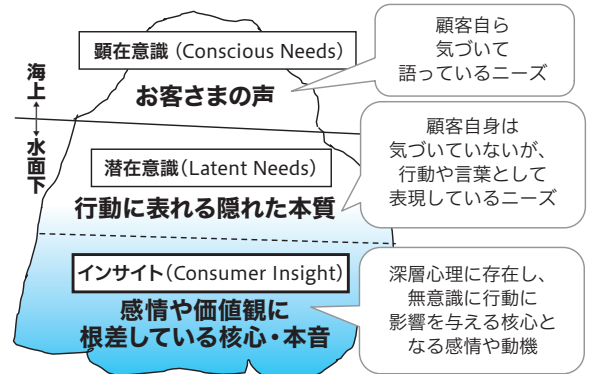 顕在意識（Conscious Needs）
お客さまの声
顧客自ら
気づいて
語っているニーズ
海上
水面下
潜在意識（Latent Needs）
行動に表れる隠れた本質
顧客自身は
気づいていないが、
行動や言葉として
表現しているニーズ
インサイト（Consumer Insight）
感情や価値観に
根差している核心・本音
深層心理に存在し、
無意識に行動に
影響を与える核心と
なる感情や動機